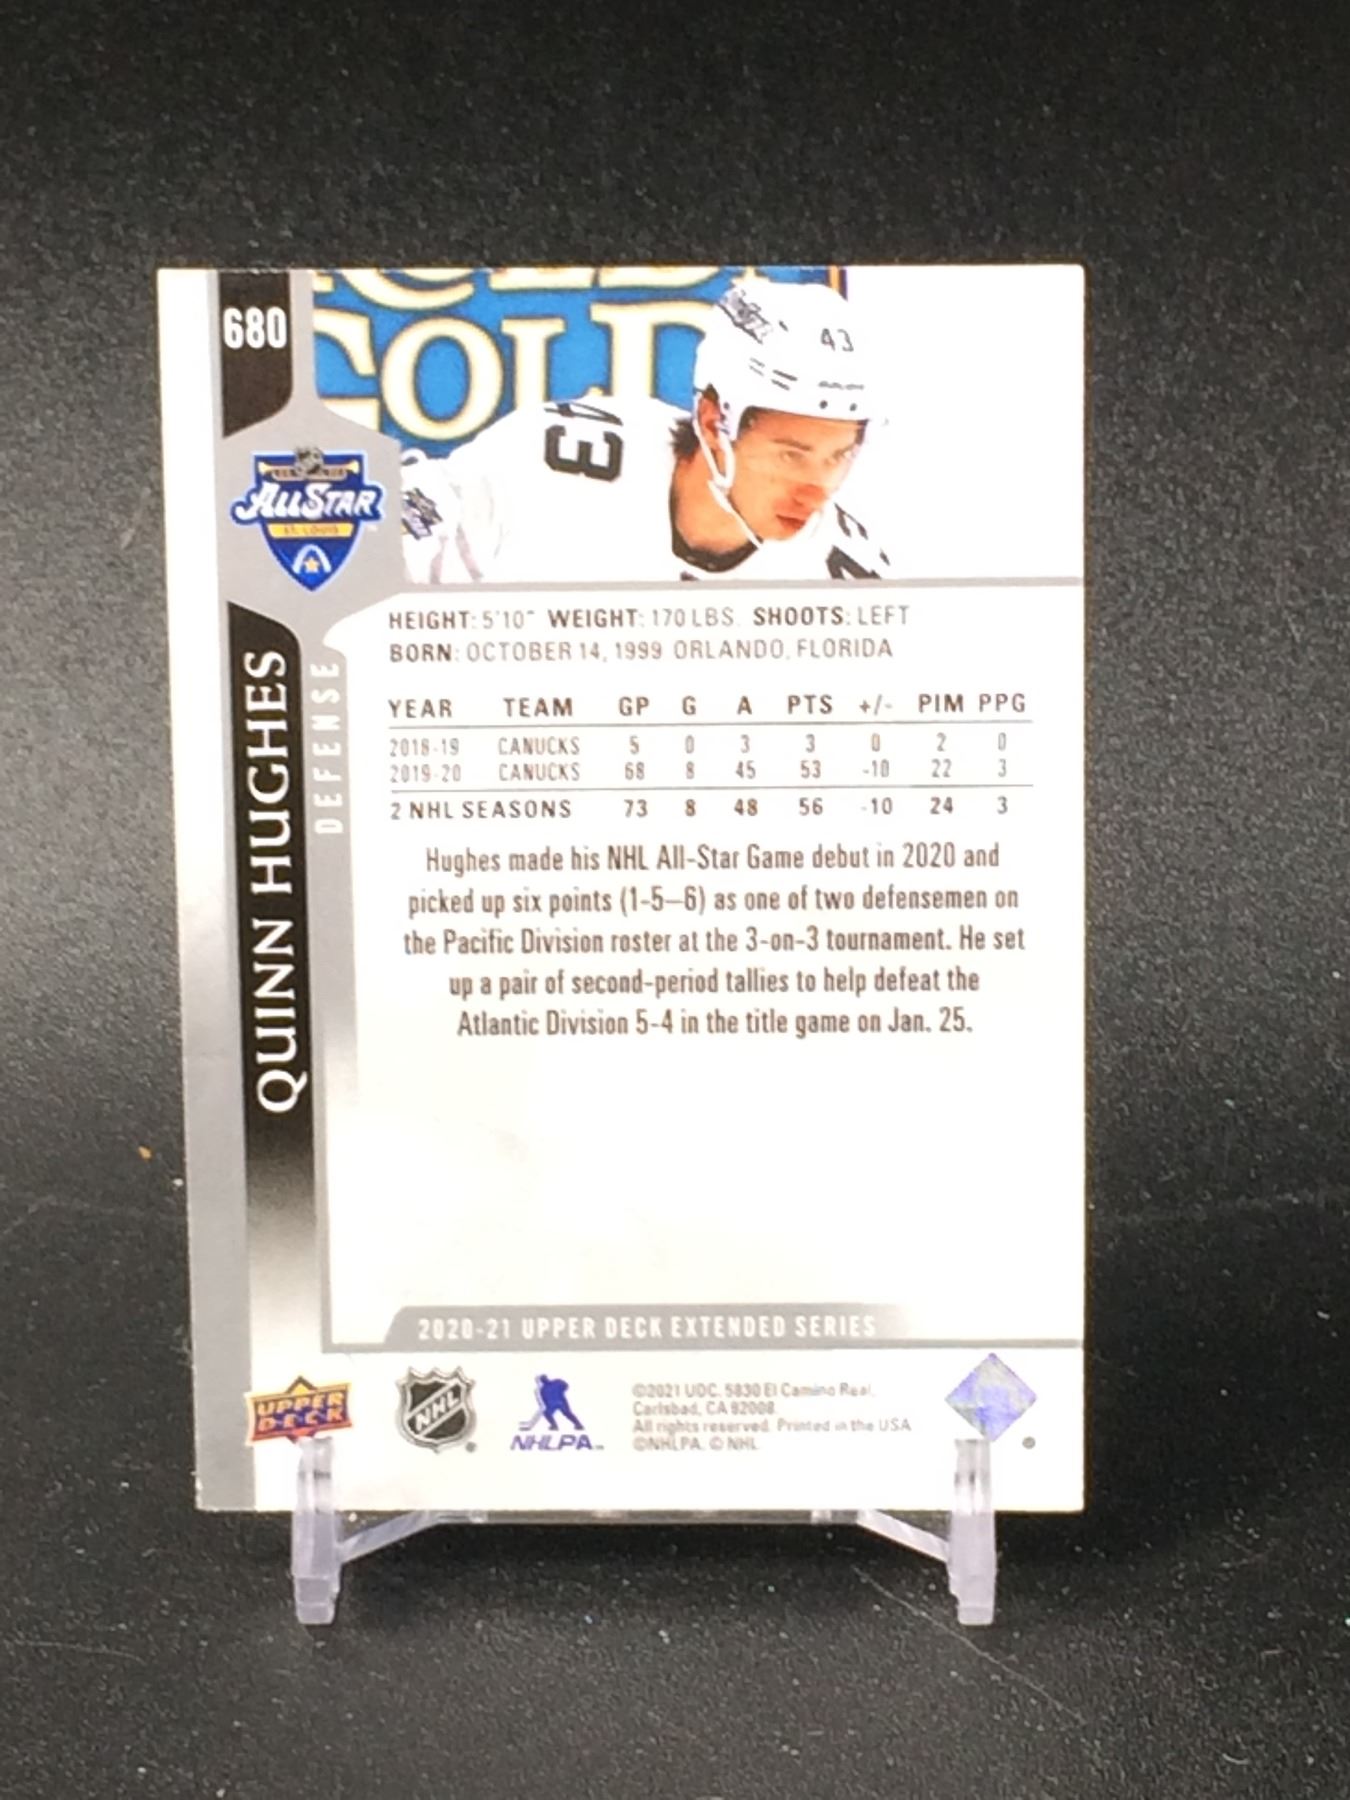 680
GOLD
43
43
43
ALL STAR
ST. LOUIS
QUINN HUGHES
DEFENSE
HEIGHT: 5'10" WEIGHT: 170 LBS. SHOOTS: LEFT
BORN: OCTOBER 14, 1999 ORLANDO, FLORIDA
YEAR TEAM GP G A PTS +/- PIM PPG
2018-19 CANUCKS 5 0 3 3 0 2 0
2019-20 CANUCKS 68 8 45 53 -10 22 3
2 NHL SEASONS 73 8 48 56 -10 24 3
Hughes made his NHL All-Star Game debut in 2020 and
picked up six points (1-5–6) as one of two defensemen on
the Pacific Division roster at the 3-on-3 tournament. He set
up a pair of second-period tallies to help defeat the
Atlantic Division 5-4 in the title game on Jan. 25.
2020-21 UPPER DECK EXTENDED SERIES
UPPER
DECK
NHL
NHLPA™
©2021 UDC. 5830 El Camino Real,
Carlsbad, CA 92008.
All rights reserved. Printed in the USA
©NHLPA. © NHL